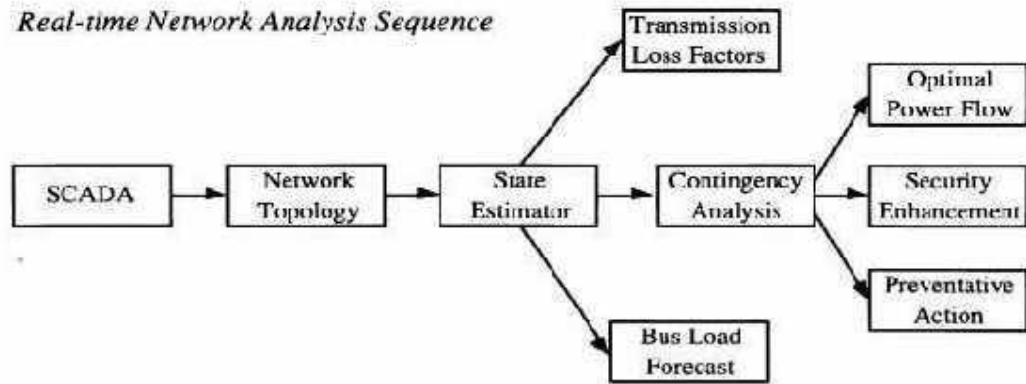 Real-time Network Analysis Sequence
Transmission
Loss Factors
Optimal
Power Flow
SCADA
Network
Topology
State
Estimator
Contingency
Analysis
Security
Enhancement
Preventative
Action
Bus Load
Forecast